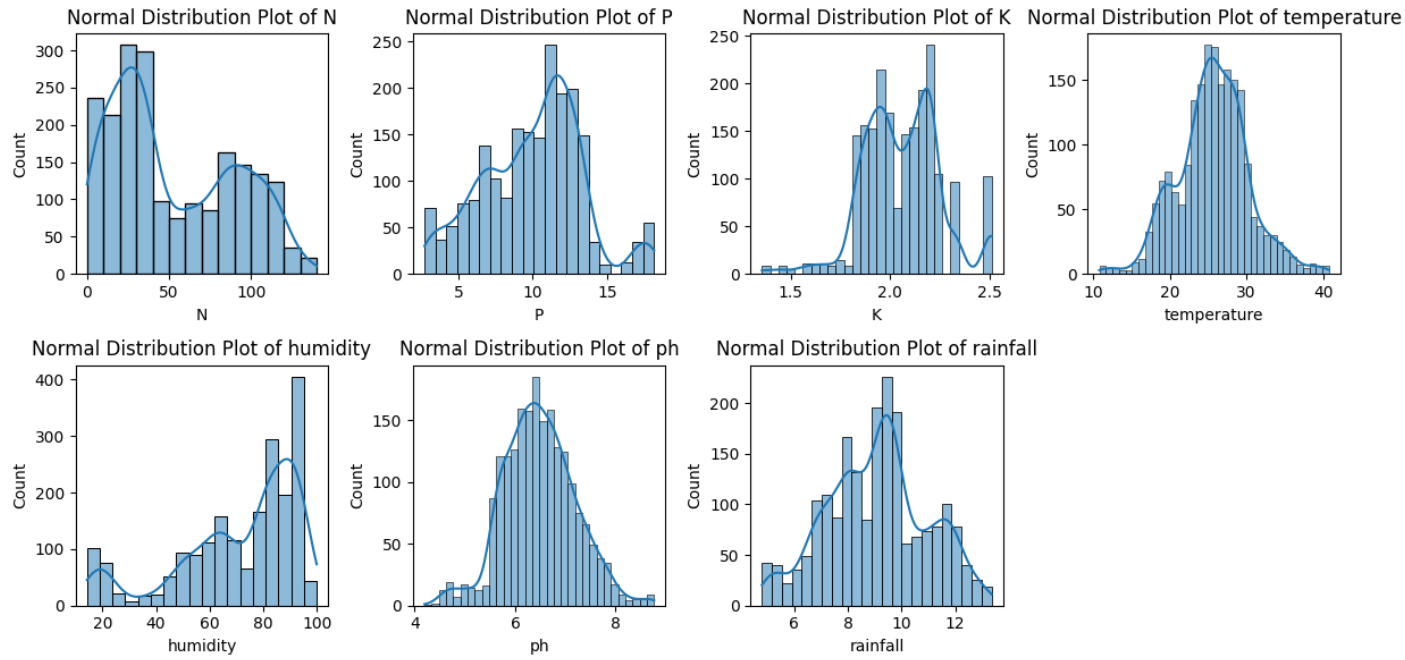 Normal Distribution Plot of N
300
250
200
150
100
50
0
Count
0 50 100
N
Normal Distribution Plot of P
250
200
150
100
50
0
Count
5 10 15
P
Normal Distribution Plot of K
250
200
150
100
50
0
Count
1.5 2.0 2.5
K
Normal Distribution Plot of temperature
150
100
50
0
Count
10 20 30 40
temperature
Normal Distribution Plot of humidity
400
300
200
100
0
Count
20 40 60 80 100
humidity
Normal Distribution Plot of ph
150
100
50
0
Count
4 6 8
ph
Normal Distribution Plot of rainfall
200
150
100
50
0
Count
6 8 10 12
rainfall